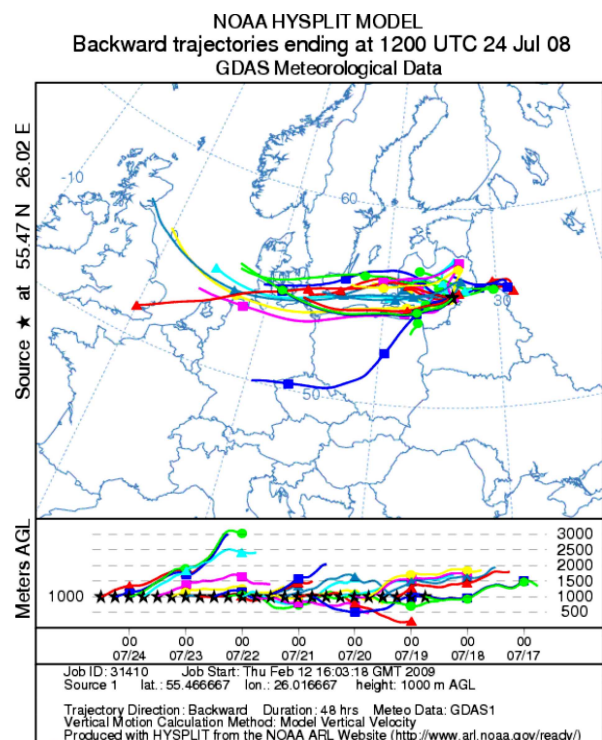 NOAA HYSPLIT MODEL
Backward trajectories ending at 1200 UTC 24 Jul 08
GDAS Meteorological Data
Source ★ at 55.47 N 26.02 E
-10
60
30
50
Meters AGL
1000
3000
2500
2000
1500
1000
500
00 00 00 00 00 00 00 00
07/24 07/23 07/22 07/21 07/20 07/19 07/18 07/17
Job ID: 31410 Job Start: Thu Feb 12 16:03:18 GMT 2009
Source 1 lat.: 55.466667 lon.: 26.016667 height: 1000 m AGL
Trajectory Direction: Backward Duration: 48 hrs Meteo Data: GDAS1
Vertical Motion Calculation Method: Model Vertical Velocity
Produced with HYSPLIT from the NOAA ARL Website (http://www.arl.noaa.gov/ready/)